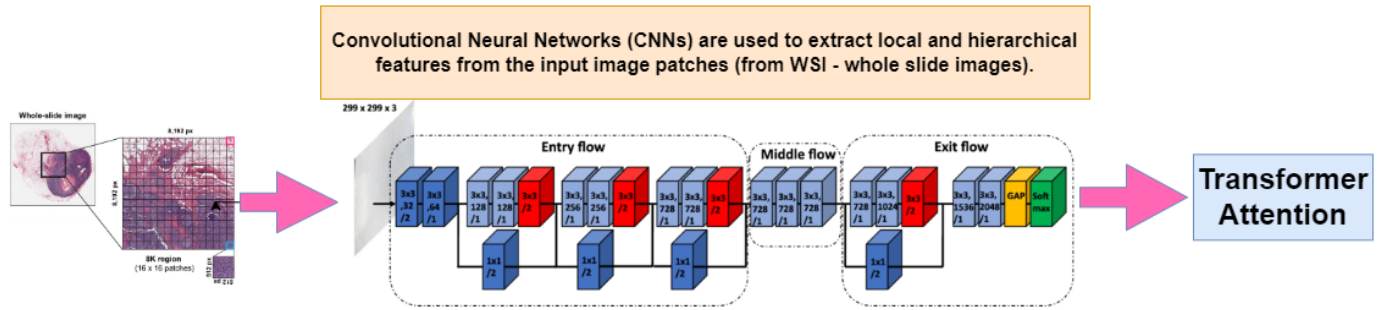 Convolutional Neural Networks (CNNs) are used to extract local and hierarchical
features from the input image patches (from WSI - whole slide images).
Whole-slide image
8,192 px
8,192 px
8K region
(16 x 16 patches)
512 px
512 px
299 x 299 x 3
Entry flow
3x3
,32
/2
3x3
,64
/1
3x3,
128
/1
3x3,
128
/1
3x3
/2
1x1
/2
3x3,
256
/1
3x3,
256
/1
3x3
/2
1x1
/2
3x3,
728
/1
3x3,
728
/1
3x3
/2
1x1
/2
Middle flow
3x3,
728
/1
3x3,
728
/1
3x3,
728
/1
Exit flow
3x3,
728
/1
3x3,
1024
/1
3x3
/2
1x1
/2
3x3,
1536
/1
3x3,
2048
/1
GAP
Soft
max
Transformer
Attention